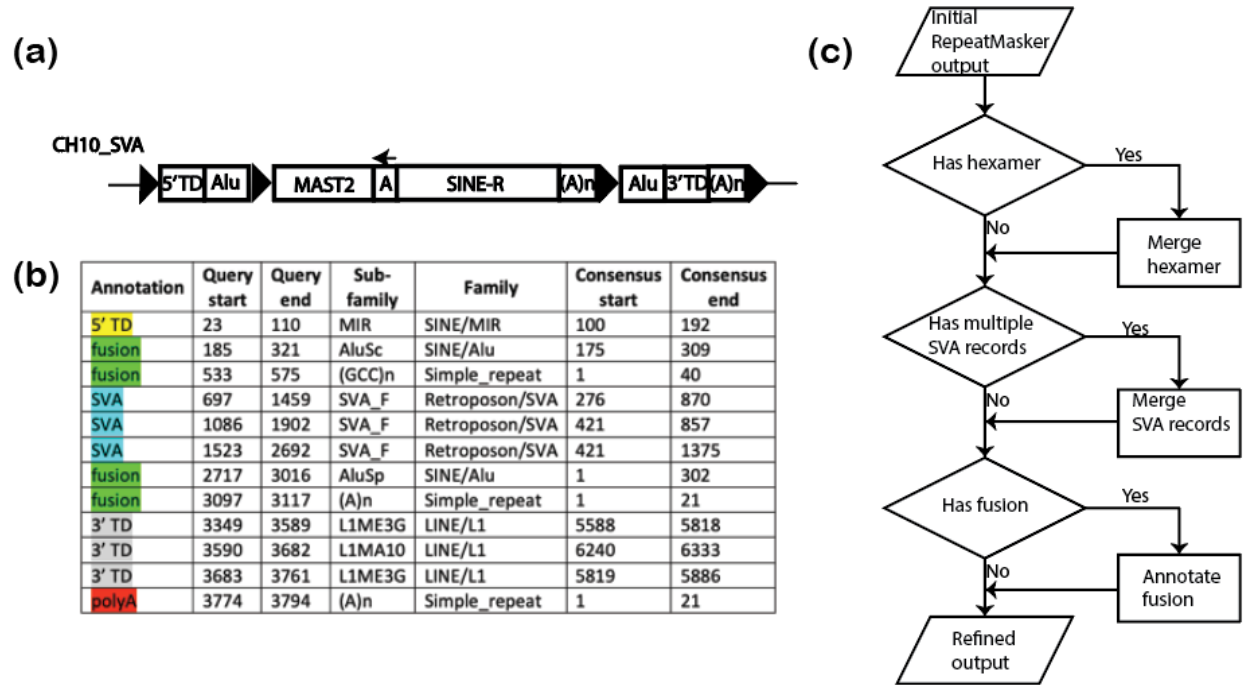 (a)
CH10_SVA
5'TD Alu MAST2 A SINE-R (A)n Alu 3'TD (A)n
(b)
Annotation Query start Query end Sub-family Family Consensus start Consensus end
5' TD 23 110 MIR SINE/MIR 100 192
fusion 185 321 AluSc SINE/Alu 175 309
fusion 533 575 (GCC)n Simple_repeat 1 40
SVA 697 1459 SVA_F Retroposon/SVA 276 870
SVA 1086 1902 SVA_F Retroposon/SVA 421 857
SVA 1523 2692 SVA_F Retroposon/SVA 421 1375
fusion 2717 3016 AluSp SINE/Alu 1 302
fusion 3097 3117 (A)n Simple_repeat 1 21
3' TD 3349 3589 L1ME3G LINE/L1 5588 5818
3' TD 3590 3682 L1MA10 LINE/L1 6240 6333
3' TD 3683 3761 L1ME3G LINE/L1 5819 5886
polyA 3774 3794 (A)n Simple_repeat 1 21
(c)
Initial
RepeatMasker
output
Has hexamer
Yes
No
Merge
hexamer
Has multiple
SVA records
Yes
No
Merge
SVA records
Has fusion
Yes
No
Annotate
fusion
Refined
output